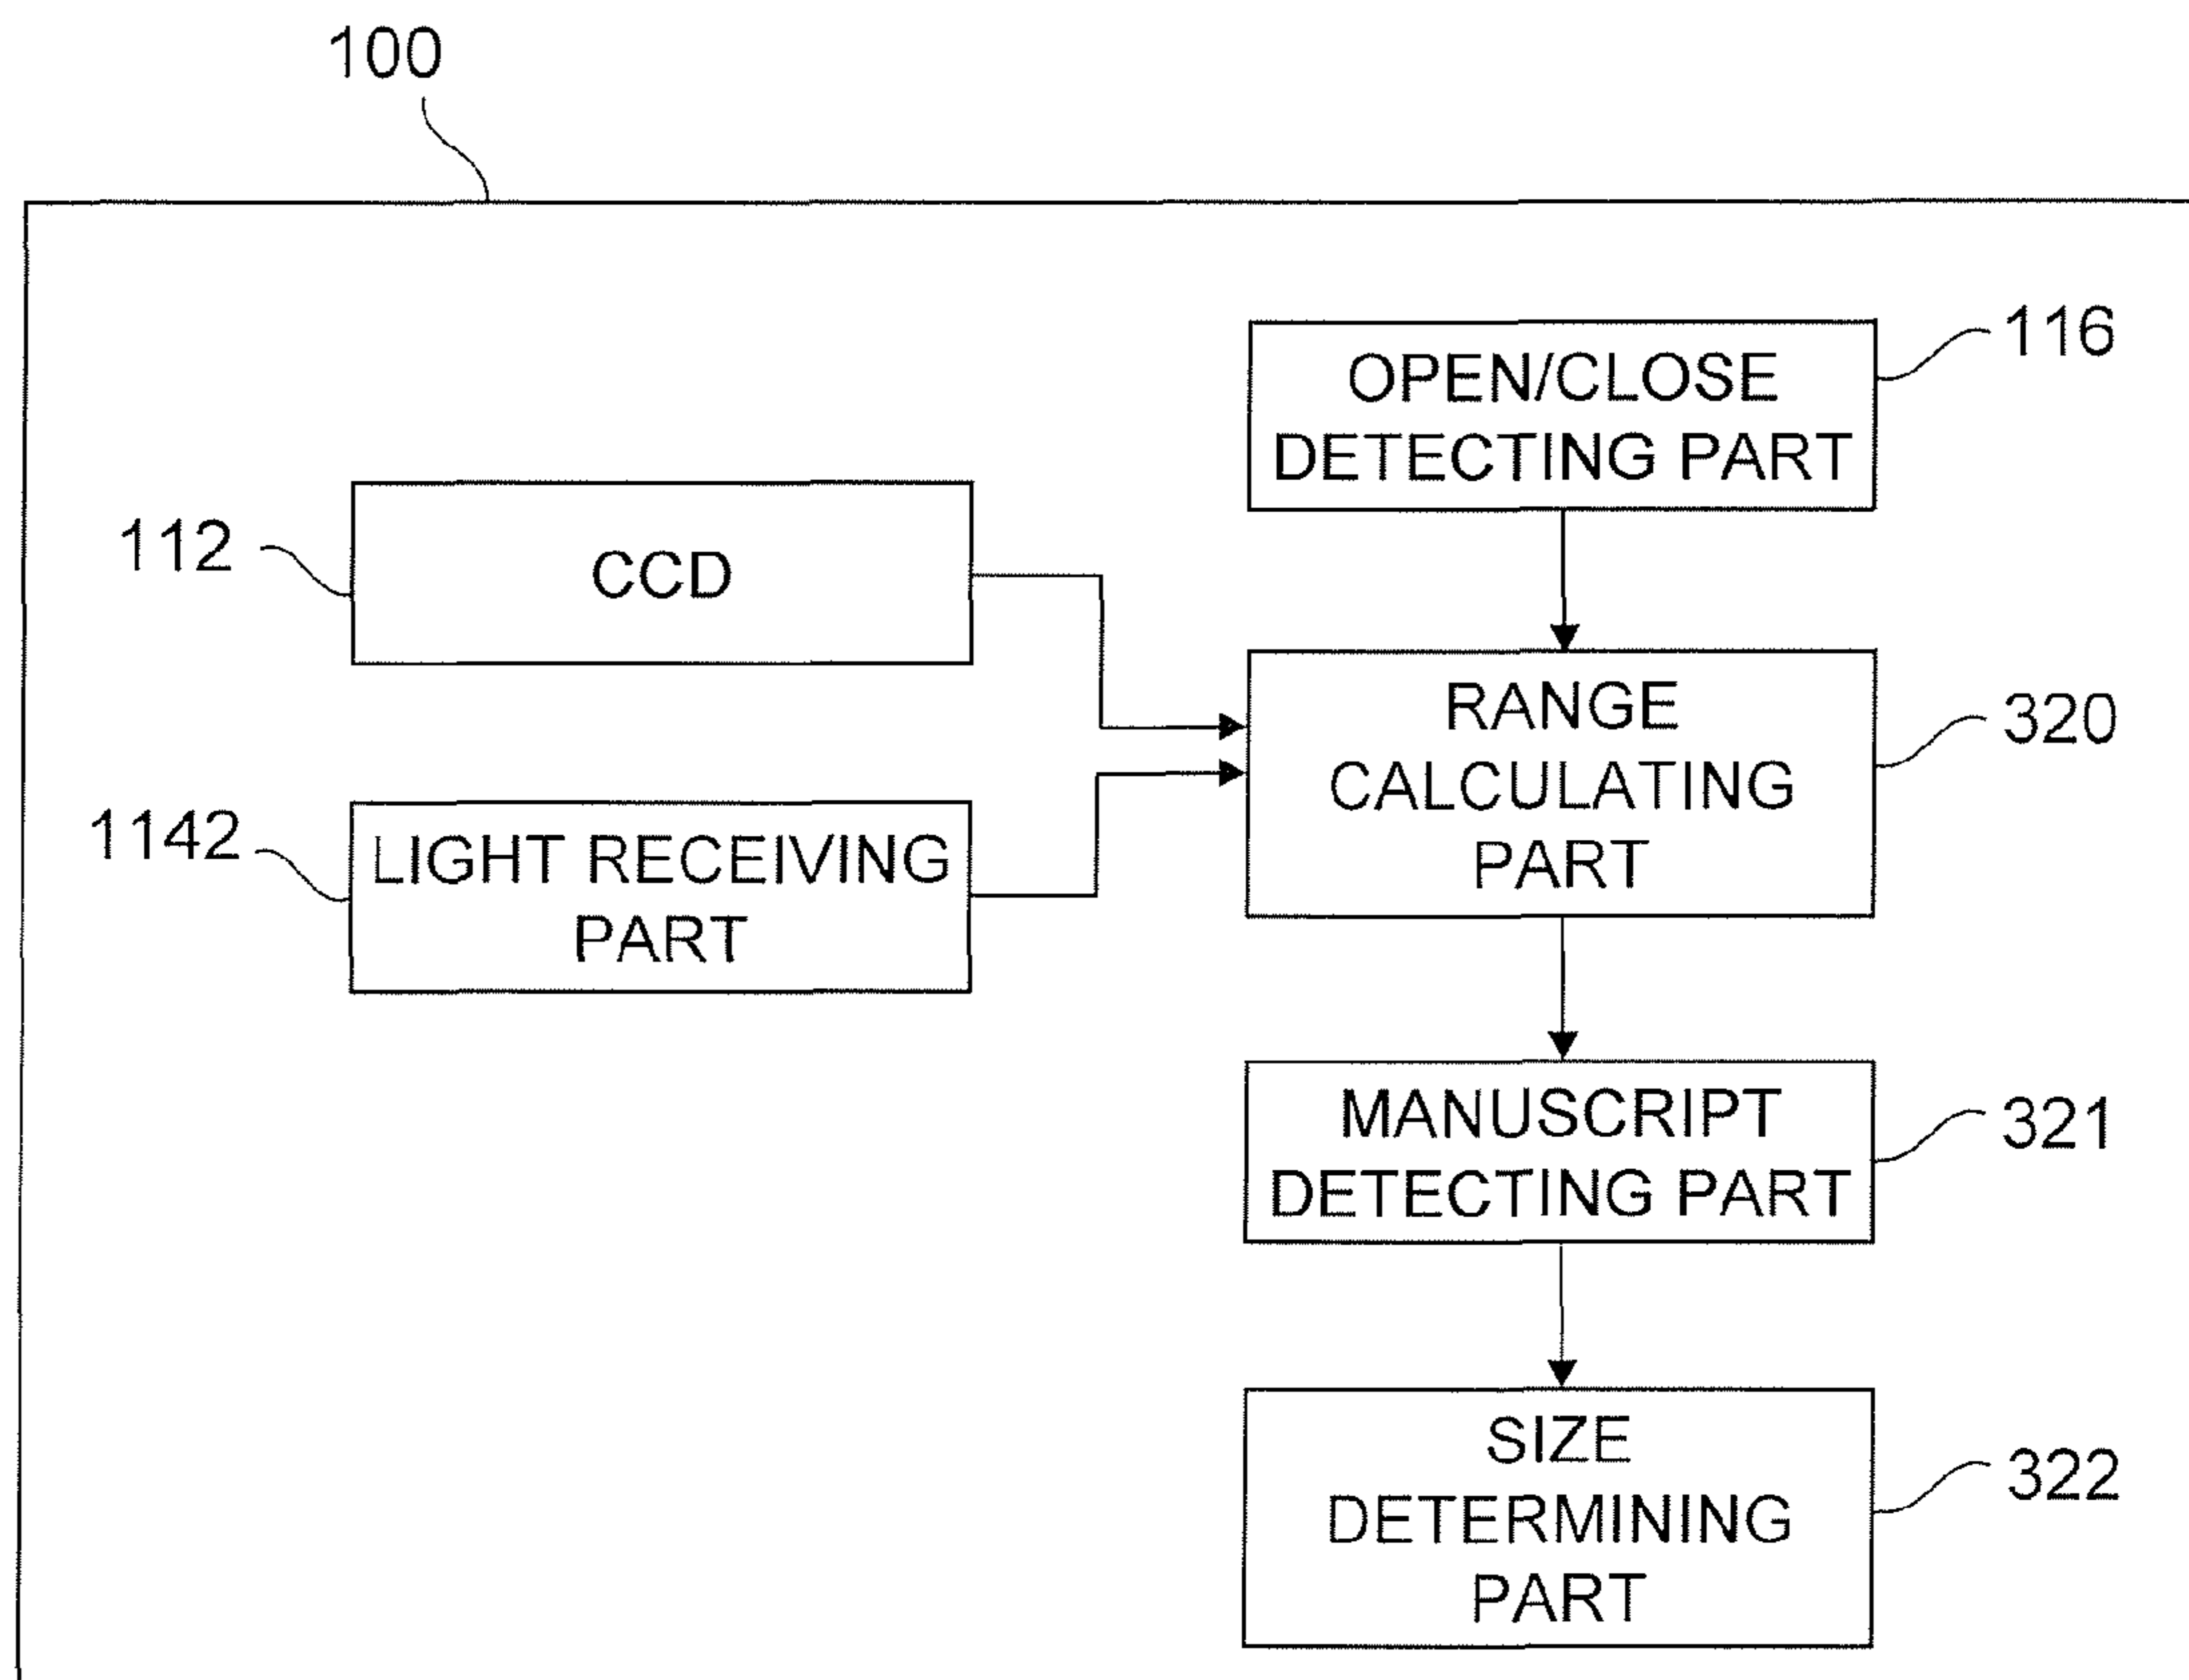 100
OPEN/CLOSE
DETECTING PART
116
112
CCD
RANGE
CALCULATING
PART
320
1142
LIGHT RECEIVING
PART
MANUSCRIPT
DETECTING PART
321
SIZE
DETERMINING
PART
322